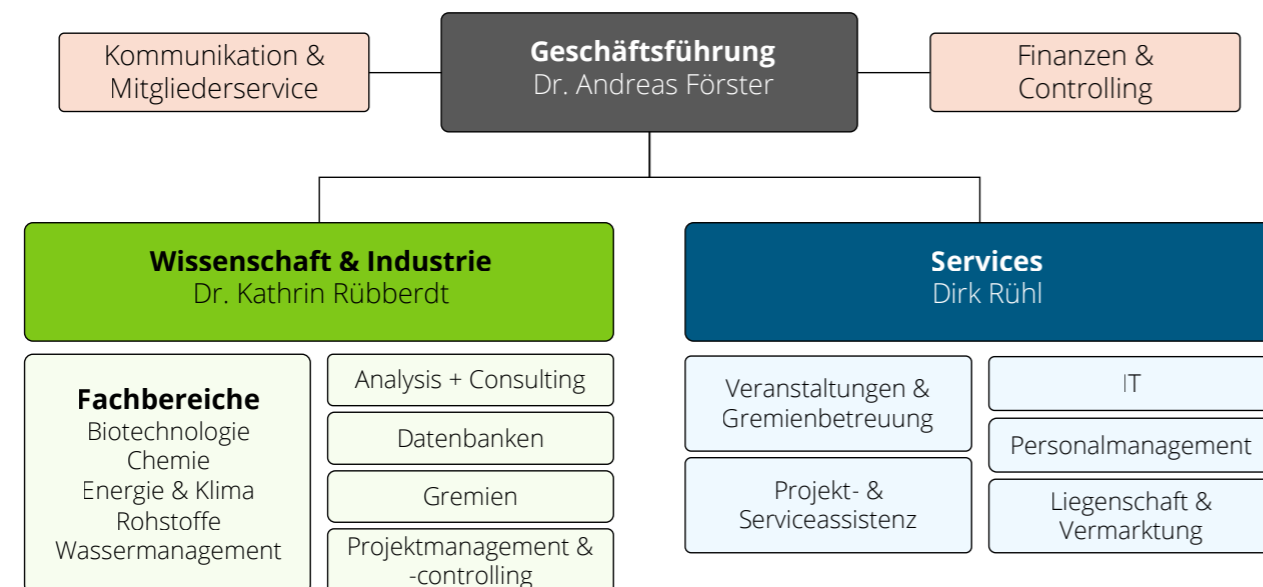 Kommunikation &
Mitgliederservice
Geschäftsführung
Dr. Andreas Förster
Finanzen &
Controlling
Wissenschaft & Industrie
Dr. Kathrin Rübberdt
Services
Dirk Rühl
Fachbereiche
Biotechnologie
Chemie
Energie & Klima
Rohstoffe
Wassermanagement
Analysis + Consulting
Datenbanken
Gremien
Projektmanagement &
-controlling
Veranstaltungen &
Gremienbetreuung
Projekt- &
Serviceassistenz
IT
Personalmanagement
Liegenschaft &
Vermarktung